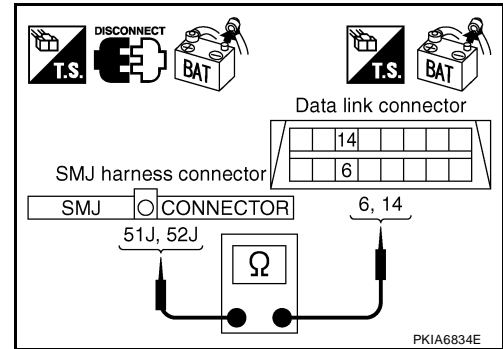 DISCONNECT
T.S.
BAT
T.S.
BAT
Data link connector
14
6
SMJ harness connector
SMJ CONNECTOR
51J, 52J
6, 14
Ω
PKIA6834E